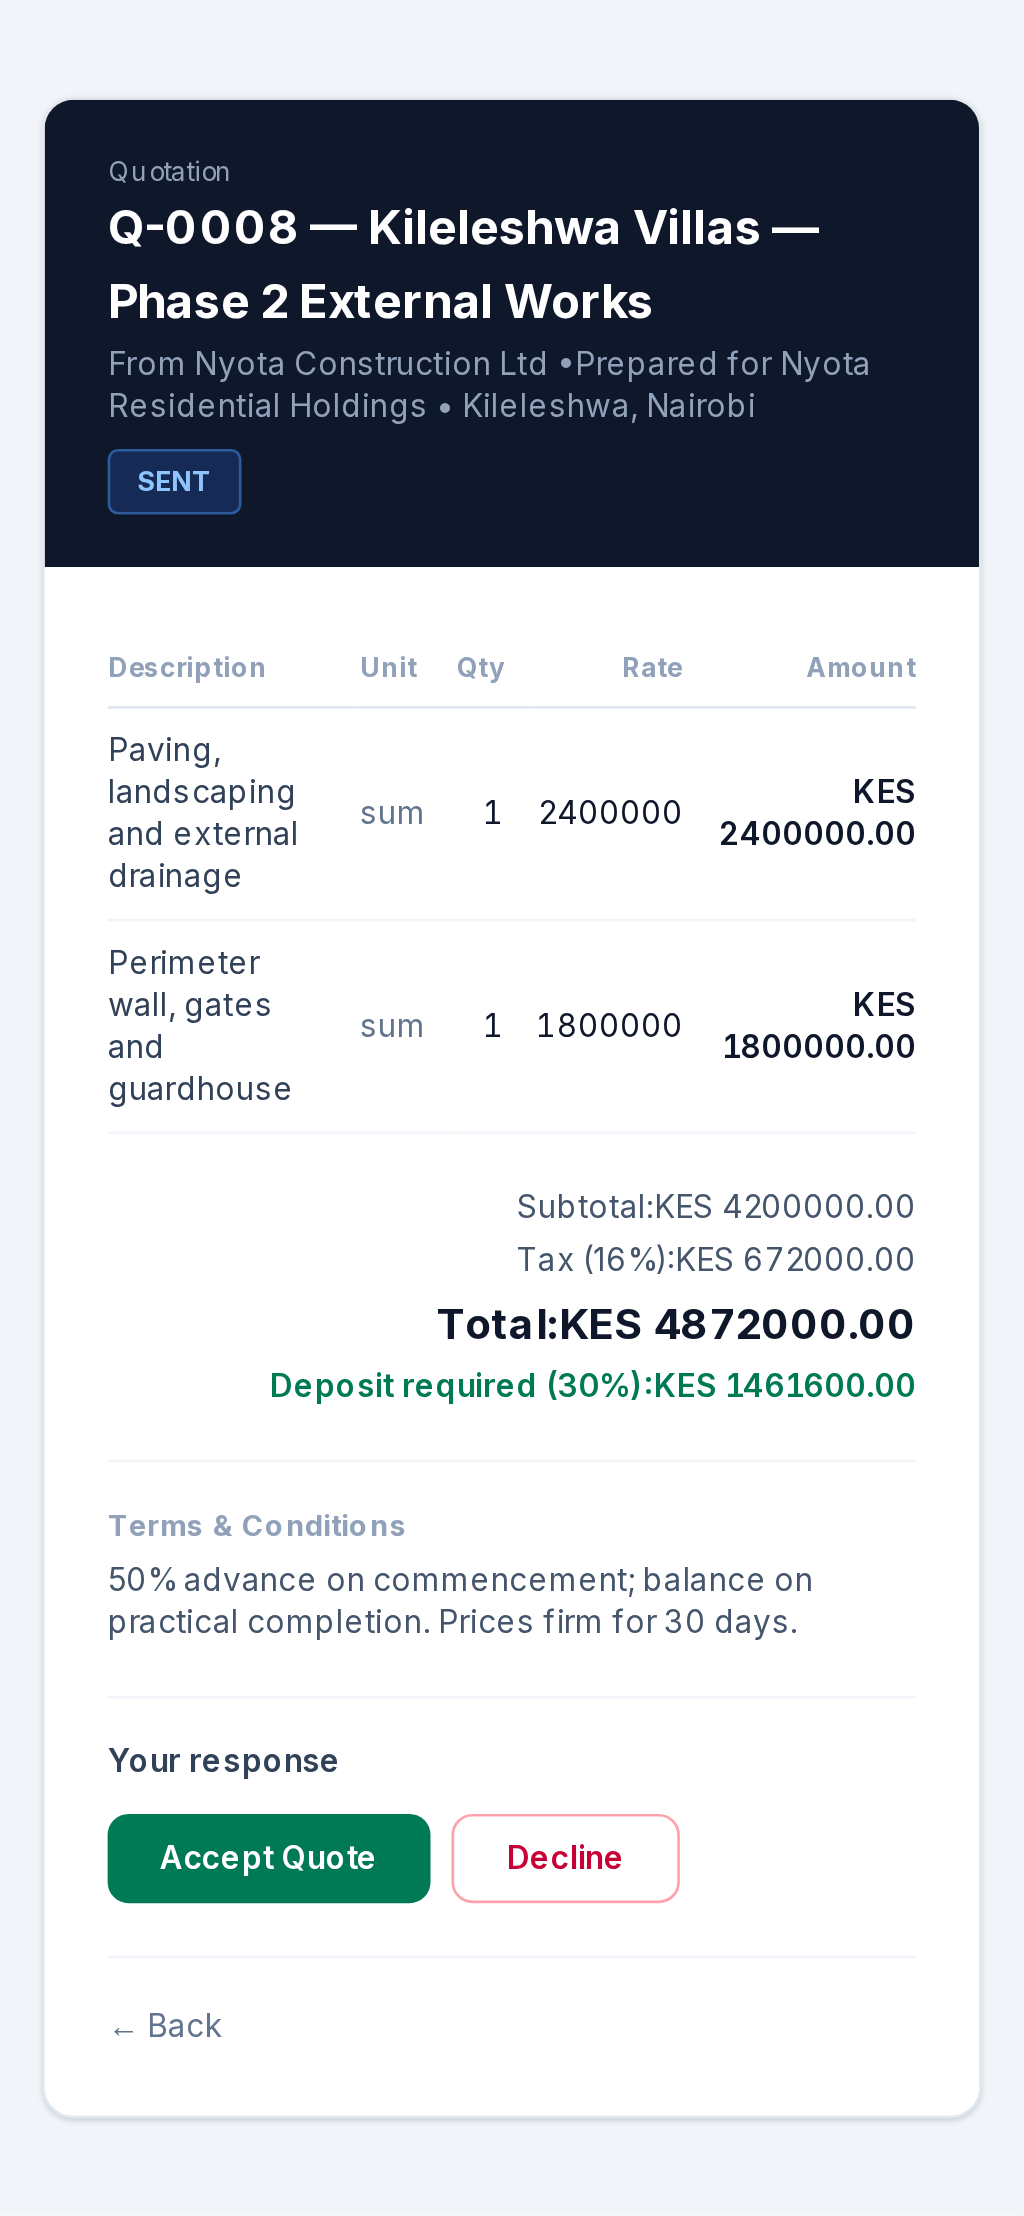 Quotation
Q-0008 — Kileleshwa Villas —
Phase 2 External Works
From Nyota Construction Ltd •Prepared for Nyota
Residential Holdings • Kileleshwa, Nairobi
SENT
Description Unit Qty Rate Amount
Paving,
landscaping
and external
drainage
sum 1 2400000 KES
2400000.00
Perimeter
wall, gates
and
guardhouse
sum 1 1800000 KES
1800000.00
Subtotal:KES 4200000.00
Tax (16%):KES 672000.00
Total:KES 4872000.00
Deposit required (30%):KES 1461600.00
Terms & Conditions
50% advance on commencement; balance on
practical completion. Prices firm for 30 days.
Your response
Accept Quote Decline
← Back